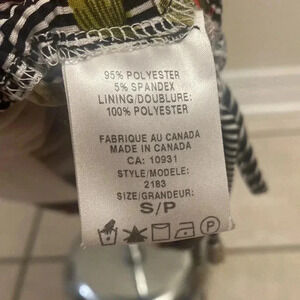 95% POLYESTER
5% SPANDEX
LINING/DOUBLURE:
100% POLYESTER
FABRIQUE AU CANADA
MADE IN CANADA
CA: 10931
STYLE/MODELE:
2183
SIZE/GRANDEUR:
S/P
P